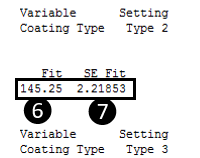 Variable Setting
Coating Type Type 2
Fit SE Fit
145.25 2.21853
6 7
Variable Setting
Coating Type Type 3